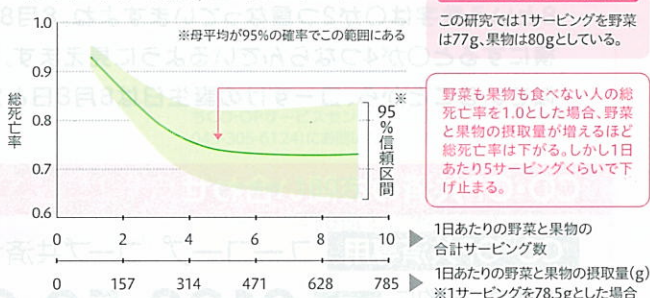 この研究では1サービングを野菜
は77g、果物は80gとしている。
※母平均が95%の確率でこの範囲にある
1.0
0.9
0.8
0.7
0.6
総死亡率
※
95%信頼区間
野菜も果物も食べない人の総
死亡率を1.0とした場合、野菜
と果物の摂取量が増えるほど
総死亡率は下がる。しかし1日
あたり5サービングくらいで下
げ止まる。
0 2 4 6 8 10
1日あたりの野菜と果物の
合計サービング数
0 157 314 471 628 785
1日あたりの野菜と果物の摂取量(g)
※1サービングを78.5gとした場合